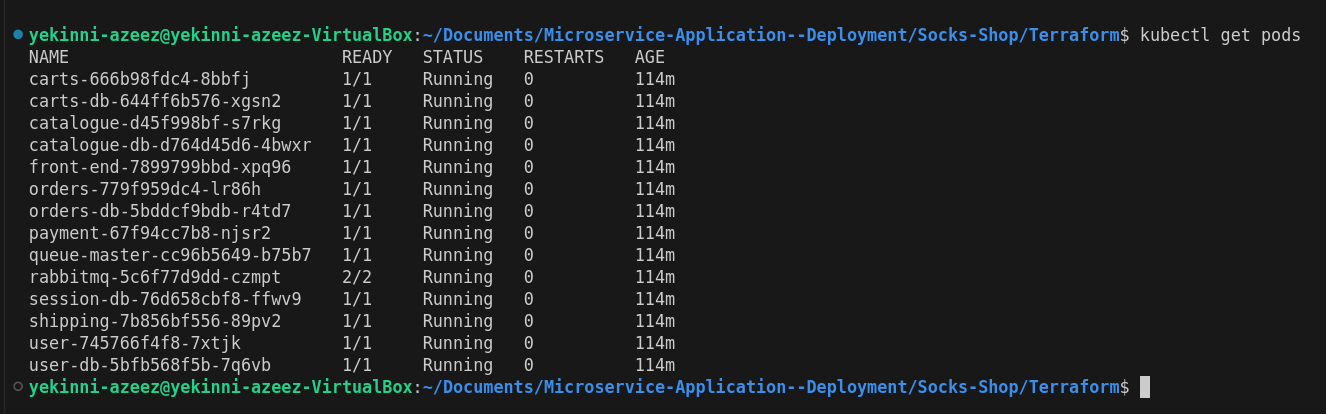 yekinni-azeez@yekinni-azeez-VirtualBox:~/Documents/Microservice-Application--Deployment/Socks-Shop/Terraform$ kubectl get pods
NAME                           READY   STATUS    RESTARTS   AGE
carts-666b98fdc4-8bbfj         1/1     Running   0          114m
carts-db-644ff6b576-xgsn2      1/1     Running   0          114m
catalogue-d45f998bf-s7rkg      1/1     Running   0          114m
catalogue-db-d764d45d6-4bwxr   1/1     Running   0          114m
front-end-7899799bbd-xpq96     1/1     Running   0          114m
orders-779f959dc4-lr86h        1/1     Running   0          114m
orders-db-5bddcf9bdb-r4td7     1/1     Running   0          114m
payment-67f94cc7b8-njsr2       1/1     Running   0          114m
queue-master-cc96b5649-b75b7   1/1     Running   0          114m
rabbitmq-5c6f77d9dd-czmpt      2/2     Running   0          114m
session-db-76d658cbf8-ffwv9    1/1     Running   0          114m
shipping-7b856bf556-89pv2      1/1     Running   0          114m
user-745766f4f8-7xtjk          1/1     Running   0          114m
user-db-5bfb568f5b-7q6vb       1/1     Running   0          114m
yekinni-azeez@yekinni-azeez-VirtualBox:~/Documents/Microservice-Application--Deployment/Socks-Shop/Terraform$